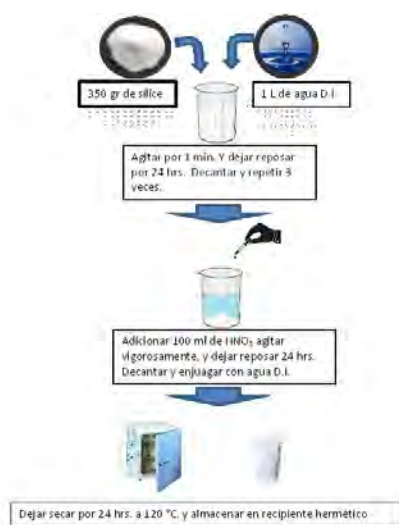 350 gr de sílice
1 L de agua D.I.
Agitar por 1 min. Y dejar reposar
por 24 hrs. Decantar y repetir 3
veces.
Adicionar 100 ml de HNO₃ agitar
vigorosamente, y dejar reposar 24 hrs.
Decantar y enjuagar con agua D.I.
Dejar secar por 24 hrs. a 120 °C. y almacenar en recipiente hermético